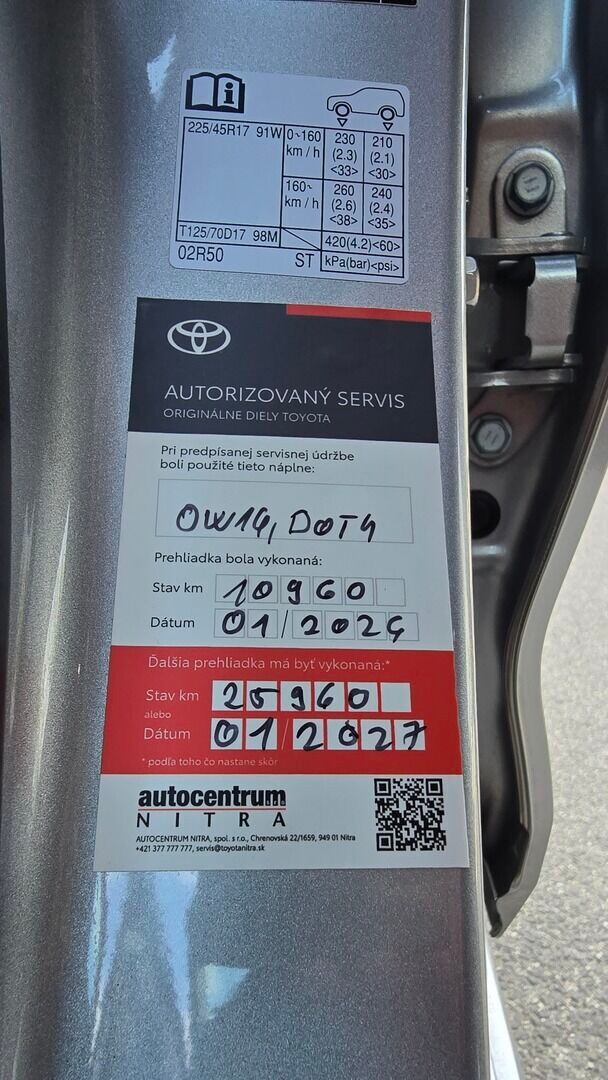 i
225/45R17 91W 0~160 km/h 230 (2.3) <33> 210 (2.1) <30>
160~ km/h 260 (2.6) <38> 240 (2.4) <35>
T125/70D17 98M 420(4.2)<60>
02R50 ST kPa(bar)<psi>
AUTORIZOVANÝ SERVIS
ORIGINÁLNE DIELY TOYOTA
Pri predpísanej servisnej údržbe
boli použité tieto náplne:
0W16, DOT4
Prehliadka bola vykonaná:
Stav km 10960
Dátum 01/202
Ďalšia prehliadka má byť vykonaná:*
Stav km 25960
alebo
Dátum 01/2027
* podľa toho čo nastane skôr
autocentrum
NITRA
AUTOCENTRUM NITRA, spol. s r.o., Chrenovská 22/1659, 949 01 Nitra
+421 377 777 777, servis@toyotanitra.sk